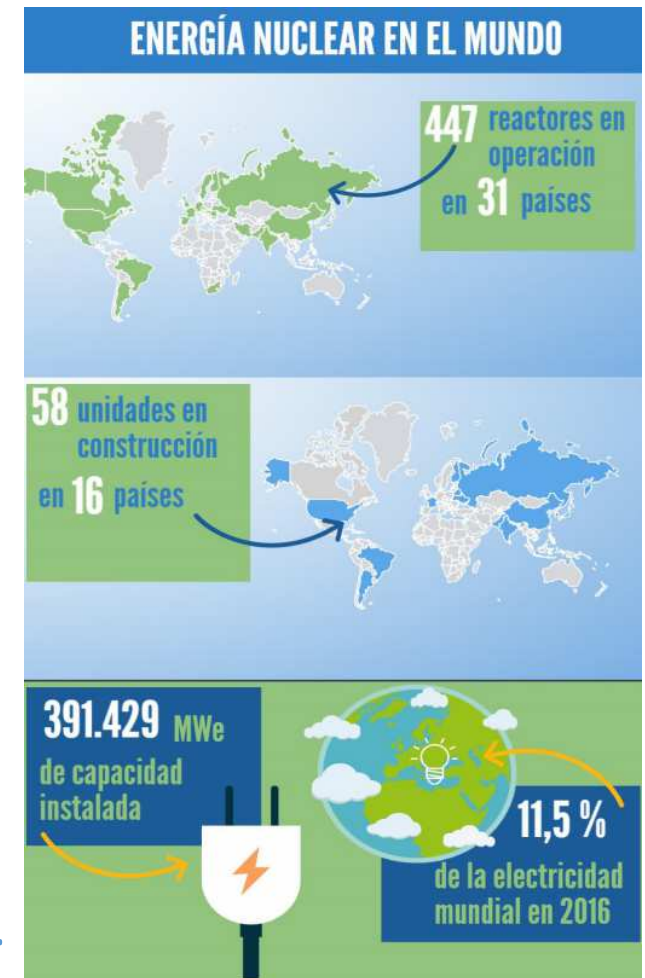 ENERGÍA NUCLEAR EN EL MUNDO
447 reactores en
operación
en 31 países
58 unidades en
construcción
en 16 países
391.429 MWe
de capacidad
instalada
11,5 %
de la electricidad
mundial en 2016